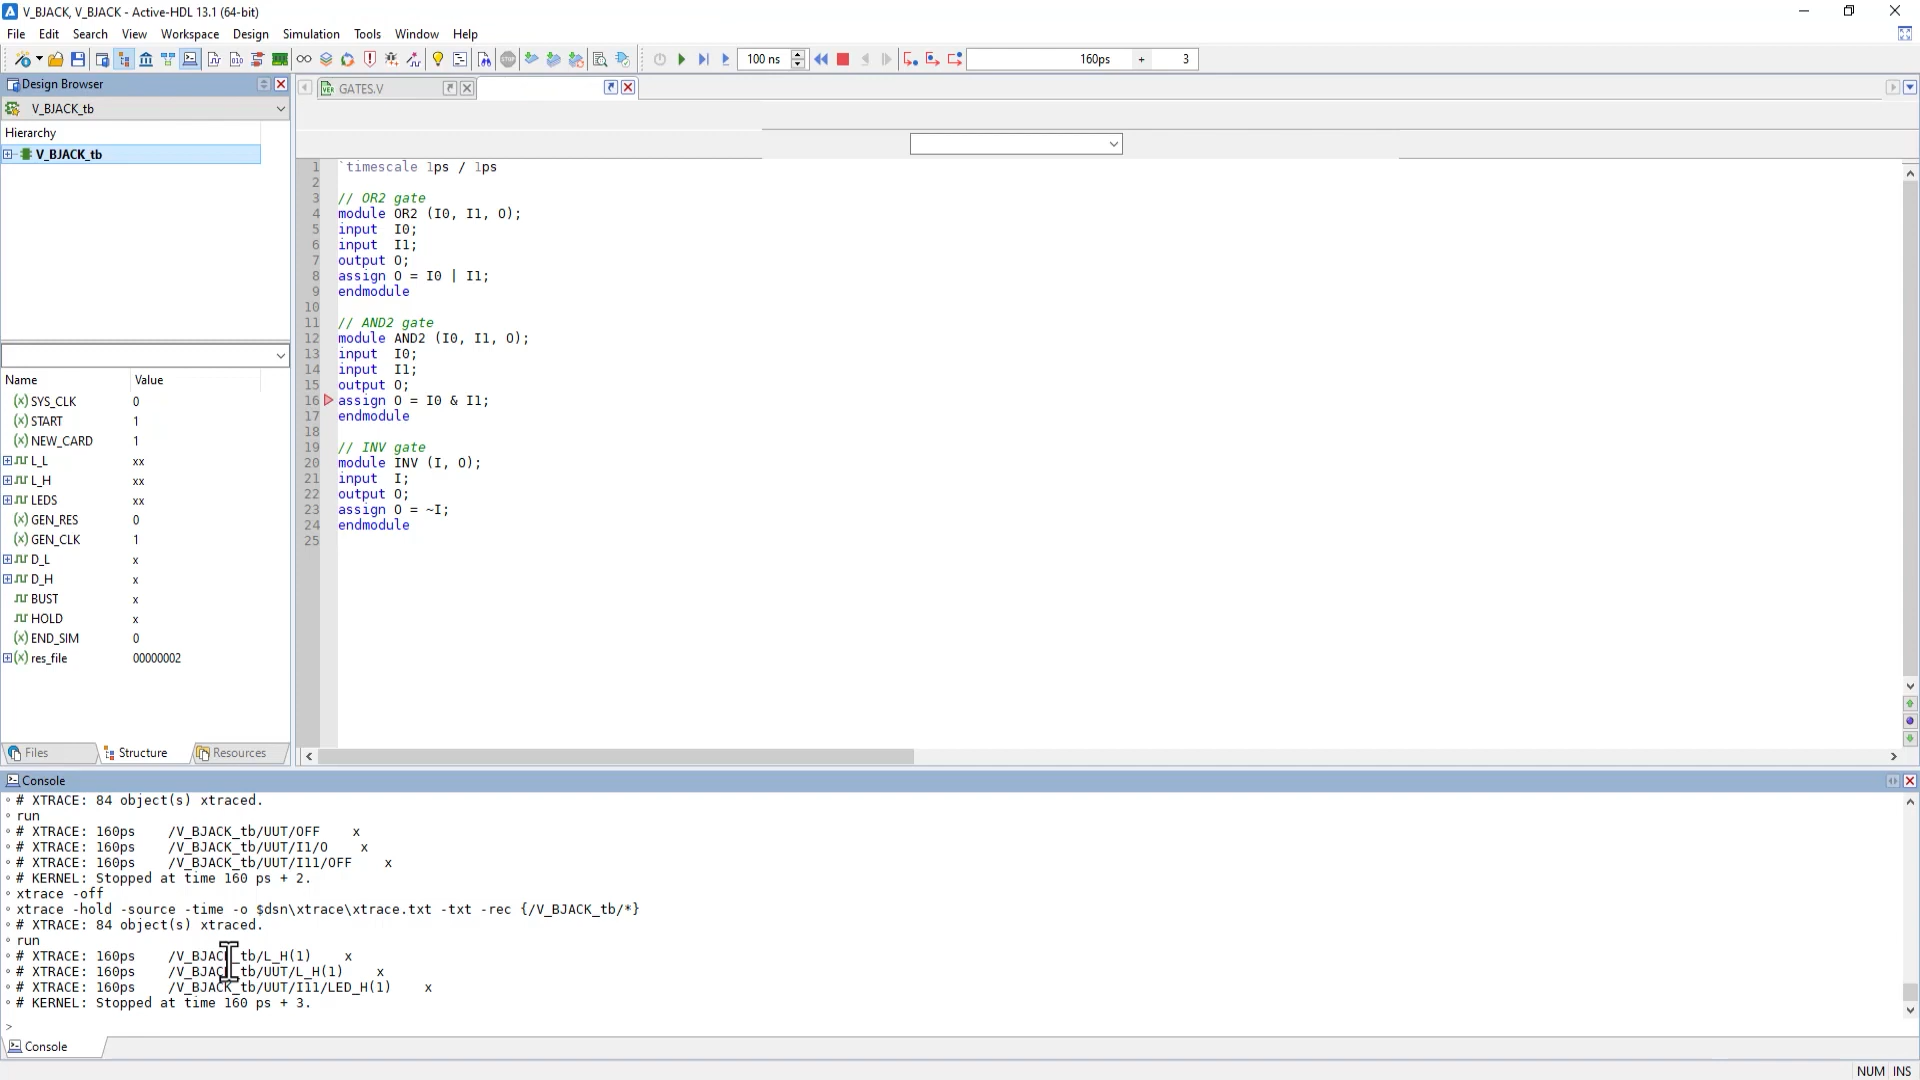 V_BJACK, V_BJACK - Active-HDL 13.1 (64-bit)
File Edit Search View Workspace Design Simulation Tools Window Help
100 ns 160ps + 3
Design Browser
GATES.V
V_BJACK_tb
Hierarchy
V_BJACK_tb
Name Value
SYS_CLK 0
START 1
NEW_CARD 1
L_L xx
L_H xx
LEDS xx
GEN_RES 0
GEN_CLK 1
D_L x
D_H x
BUST x
HOLD x
END_SIM 0
res_file 00000002
Files Structure Resources
1 `timescale 1ps / 1ps
2
3 // OR2 gate
4 module OR2 (I0, I1, O);
5 input  I0;
6 input  I1;
7 output O;
8 assign O = I0 | I1;
9 endmodule
10
11 // AND2 gate
12 module AND2 (I0, I1, O);
13 input  I0;
14 input  I1;
15 output O;
16 assign O = I0 & I1;
17 endmodule
18
19 // INV gate
20 module INV (I, O);
21 input  I;
22 output O;
23 assign O = ~I;
24 endmodule
25
Console
# XTRACE: 84 object(s) xtraced.
run
# XTRACE: 160ps /V_BJACK_tb/UUT/OFF x
# XTRACE: 160ps /V_BJACK_tb/UUT/I1/O x
# XTRACE: 160ps /V_BJACK_tb/UUT/I11/OFF x
# KERNEL: Stopped at time 160 ps + 2.
xtrace -off
xtrace -hold -source -time -o $dsn\xtrace\xtrace.txt -txt -rec {/V_BJACK_tb/*}
# XTRACE: 84 object(s) xtraced.
run
# XTRACE: 160ps /V_BJACK_tb/L_H(1) x
# XTRACE: 160ps /V_BJACK_tb/UUT/L_H(1) x
# XTRACE: 160ps /V_BJACK_tb/UUT/I11/LED_H(1) x
# KERNEL: Stopped at time 160 ps + 3.
>
Console
NUM INS